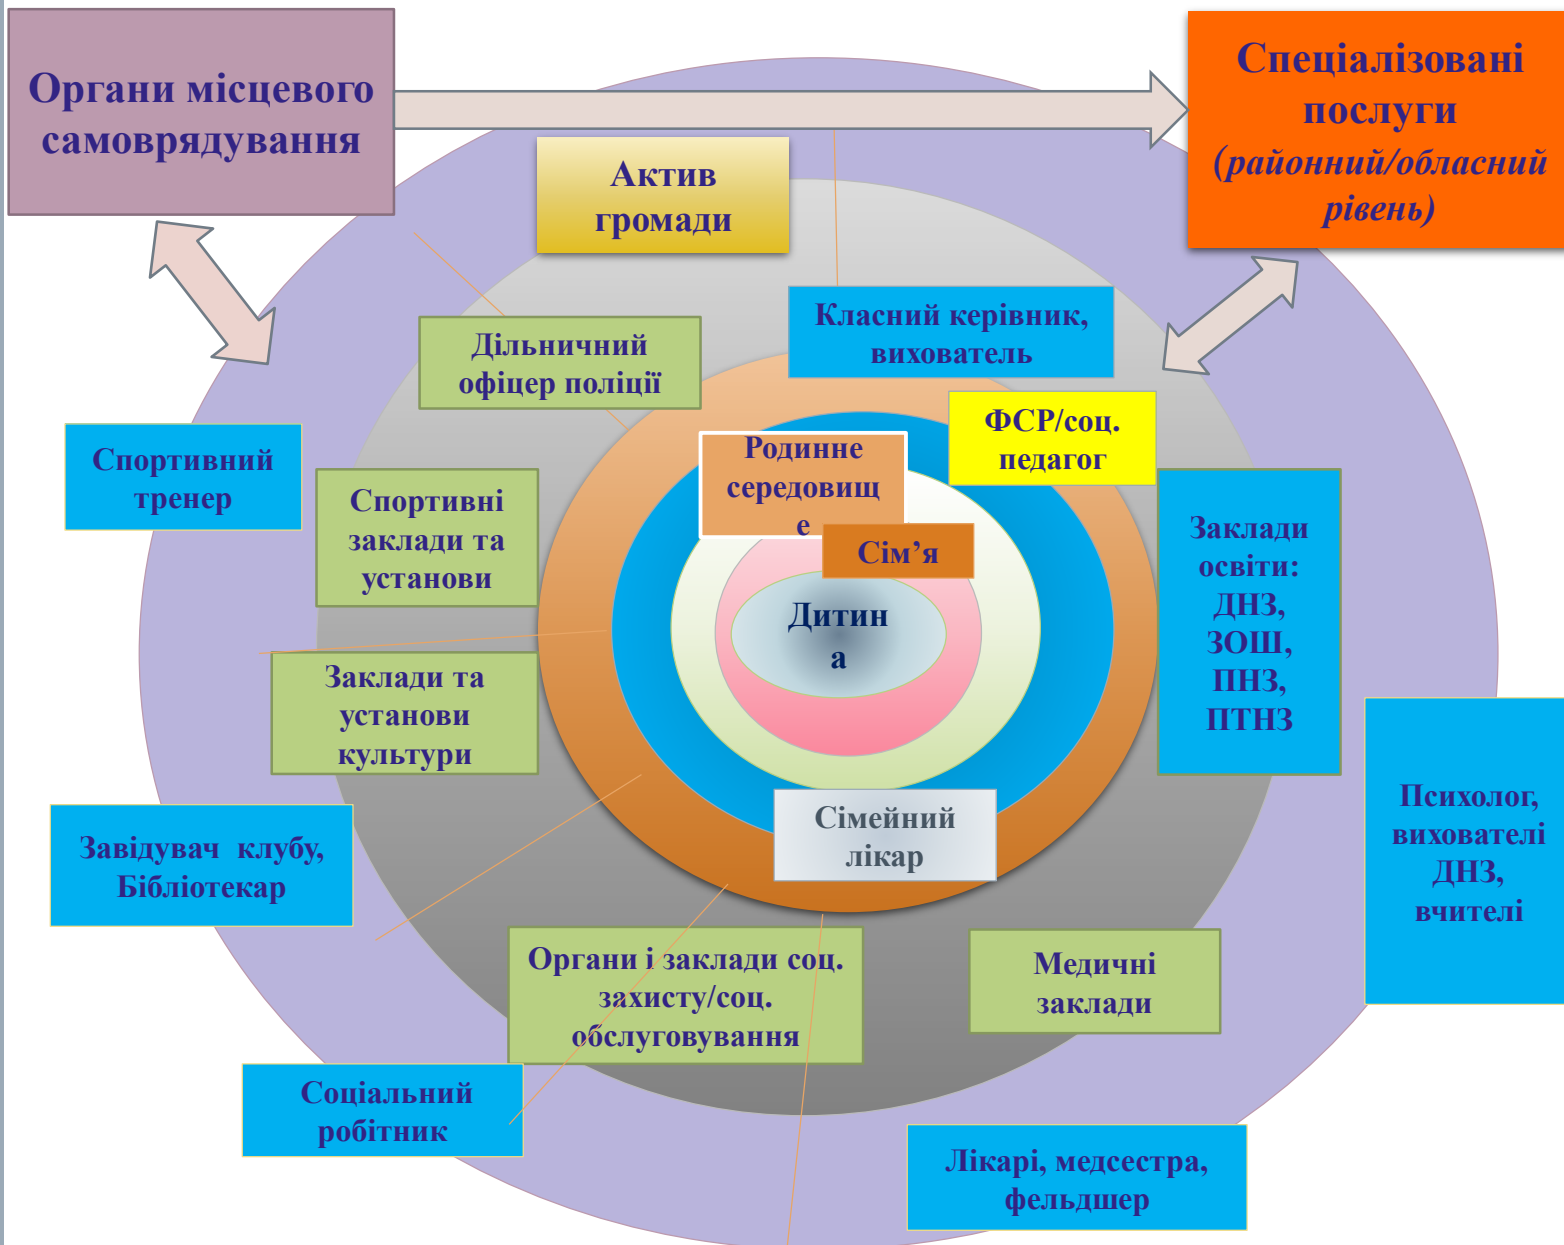 Органи місцевого
самоврядування
Спеціалізовані
послуги
(районний/обласний
рівень)
Актив
громади
Класний керівник,
вихователь
Дільничний
офіцер поліції
ФСР/соц.
педагог
Родинне
середовищ
е
Спортивний
тренер
Спортивні
заклади та
установи
Сім’я
Заклади
освіти:
ДНЗ,
ЗОШ,
ПНЗ,
ПТНЗ
Дитин
а
Заклади та
установи
культури
Психолог,
вихователі
ДНЗ,
вчителі
Сімейний
лікар
Завідувач  клубу,
Бібліотекар
Органи і заклади соц.
захисту/соц.
обслуговування
Медичні
заклади
Соціальний
робітник
Лікарі, медсестра,
фельдшер